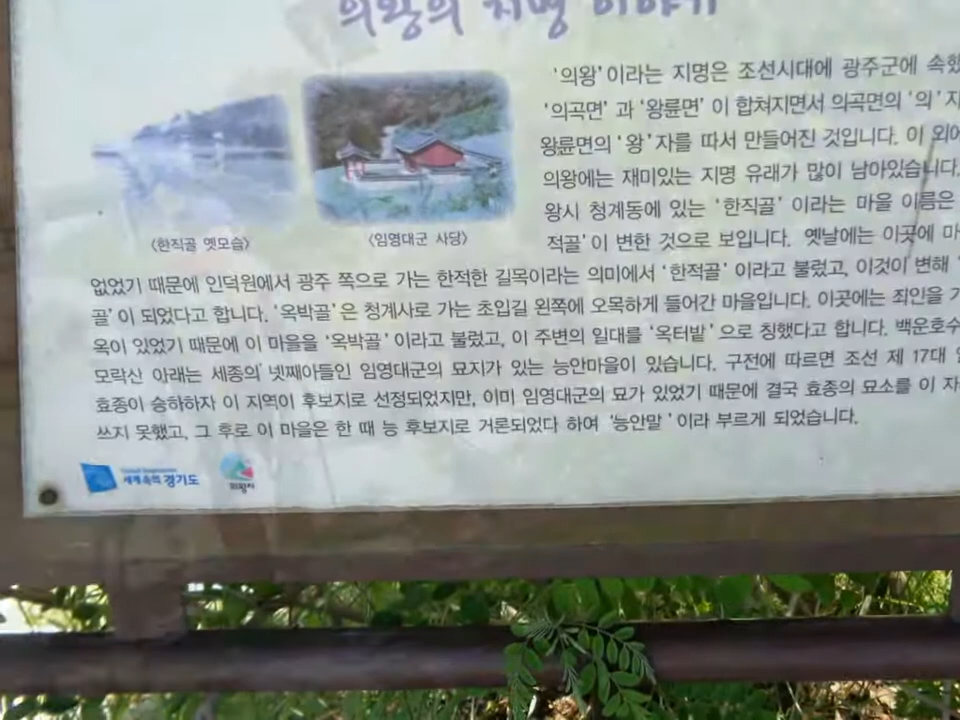 의왕의 지명 이야기
'의왕'이라는 지명은 조선시대에 광주군에 속했
'의곡면' 과 '왕륜면' 이 합쳐지면서 의곡면의 '의' 자
왕륜면의 '왕' 자를 따서 만들어진 것입니다. 이 외에
의왕에는 재미있는 지명 유래가 많이 남아있습니다.
왕시 청계동에 있는 '한직골' 이라는 마을 이름은
적골' 이 변한 것으로 보입니다. 옛날에는 이곳에 마
<한직골 옛모습>
<임영대군 사당>
없었기 때문에 인덕원에서 광주 쪽으로 가는 한적한 길목이라는 의미에서 '한적골' 이라고 불렀고, 이것이 변해
골' 이 되었다고 합니다. '옥박골' 은 청계사로 가는 초입길 왼쪽에 오목하게 들어간 마을입니다. 이곳에는 죄인을 가
옥이 있었기 때문에 이 마을을 '옥박골' 이라고 불렀고, 이 주변의 일대를 '옥터밭' 으로 칭했다고 합니다. 백운호수
모락산 아래는 세종의 넷째아들인 임영대군의 묘지가 있는 능안마을이 있습니다. 구전에 따르면 조선 제 17대
효종이 승하하자 이 지역이 후보지로 선정되었지만, 이미 임영대군의 묘가 있었기 때문에 결국 효종의 묘소를 이 자
쓰지 못했고, 그 후로 이 마을은 한 때 능 후보지로 거론되었다 하여 '능안말' 이라 부르게 되었습니다.
세계속의 경기도
의왕시